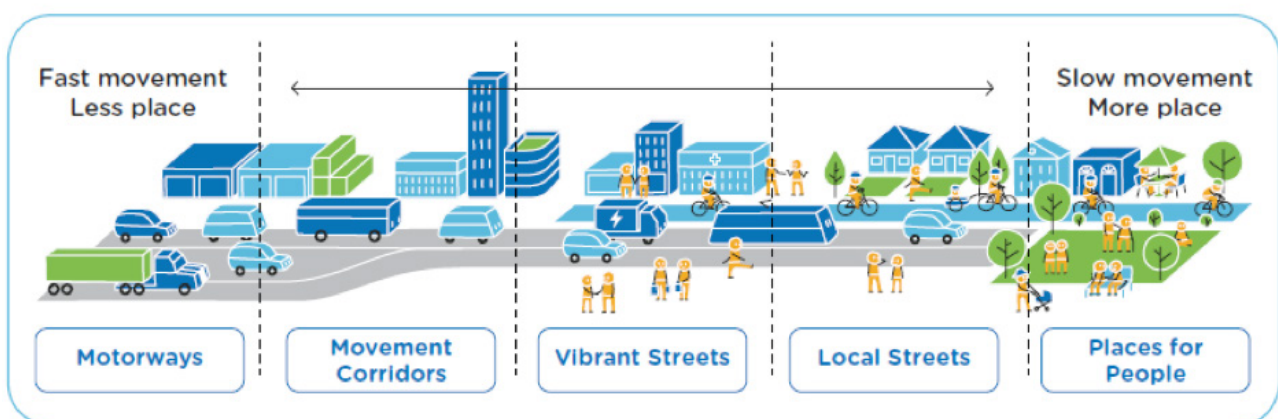 Fast movement
Less place
Slow movement
More place
Motorways
Movement
Corridors
Vibrant Streets
Local Streets
Places for
People